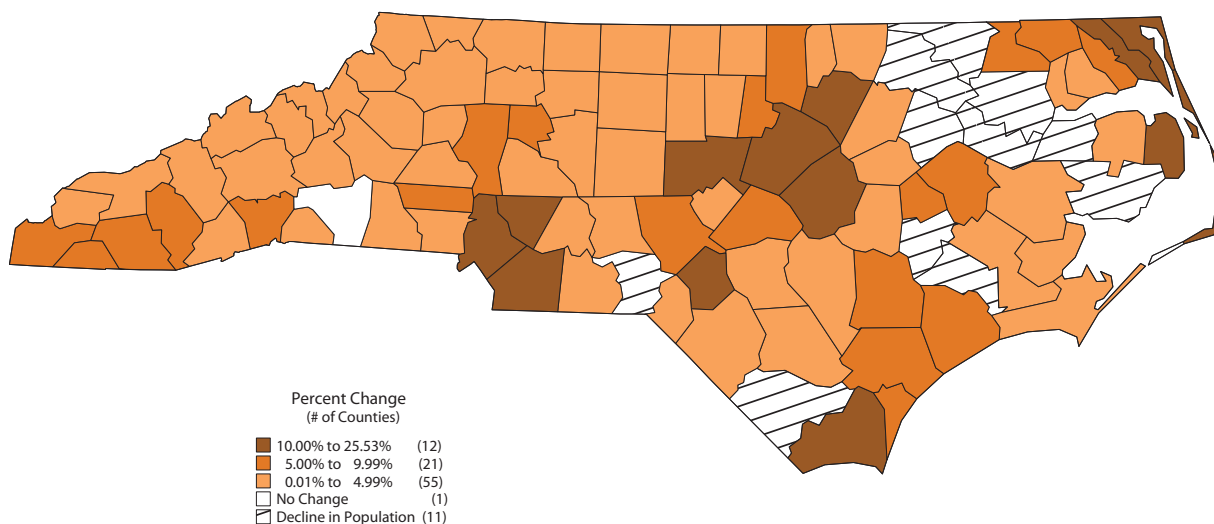 Percent Change
(# of Counties)
10.00% to 25.53% (12)
5.00% to 9.99% (21)
0.01% to 4.99% (55)
No Change (1)
Decline in Population (11)